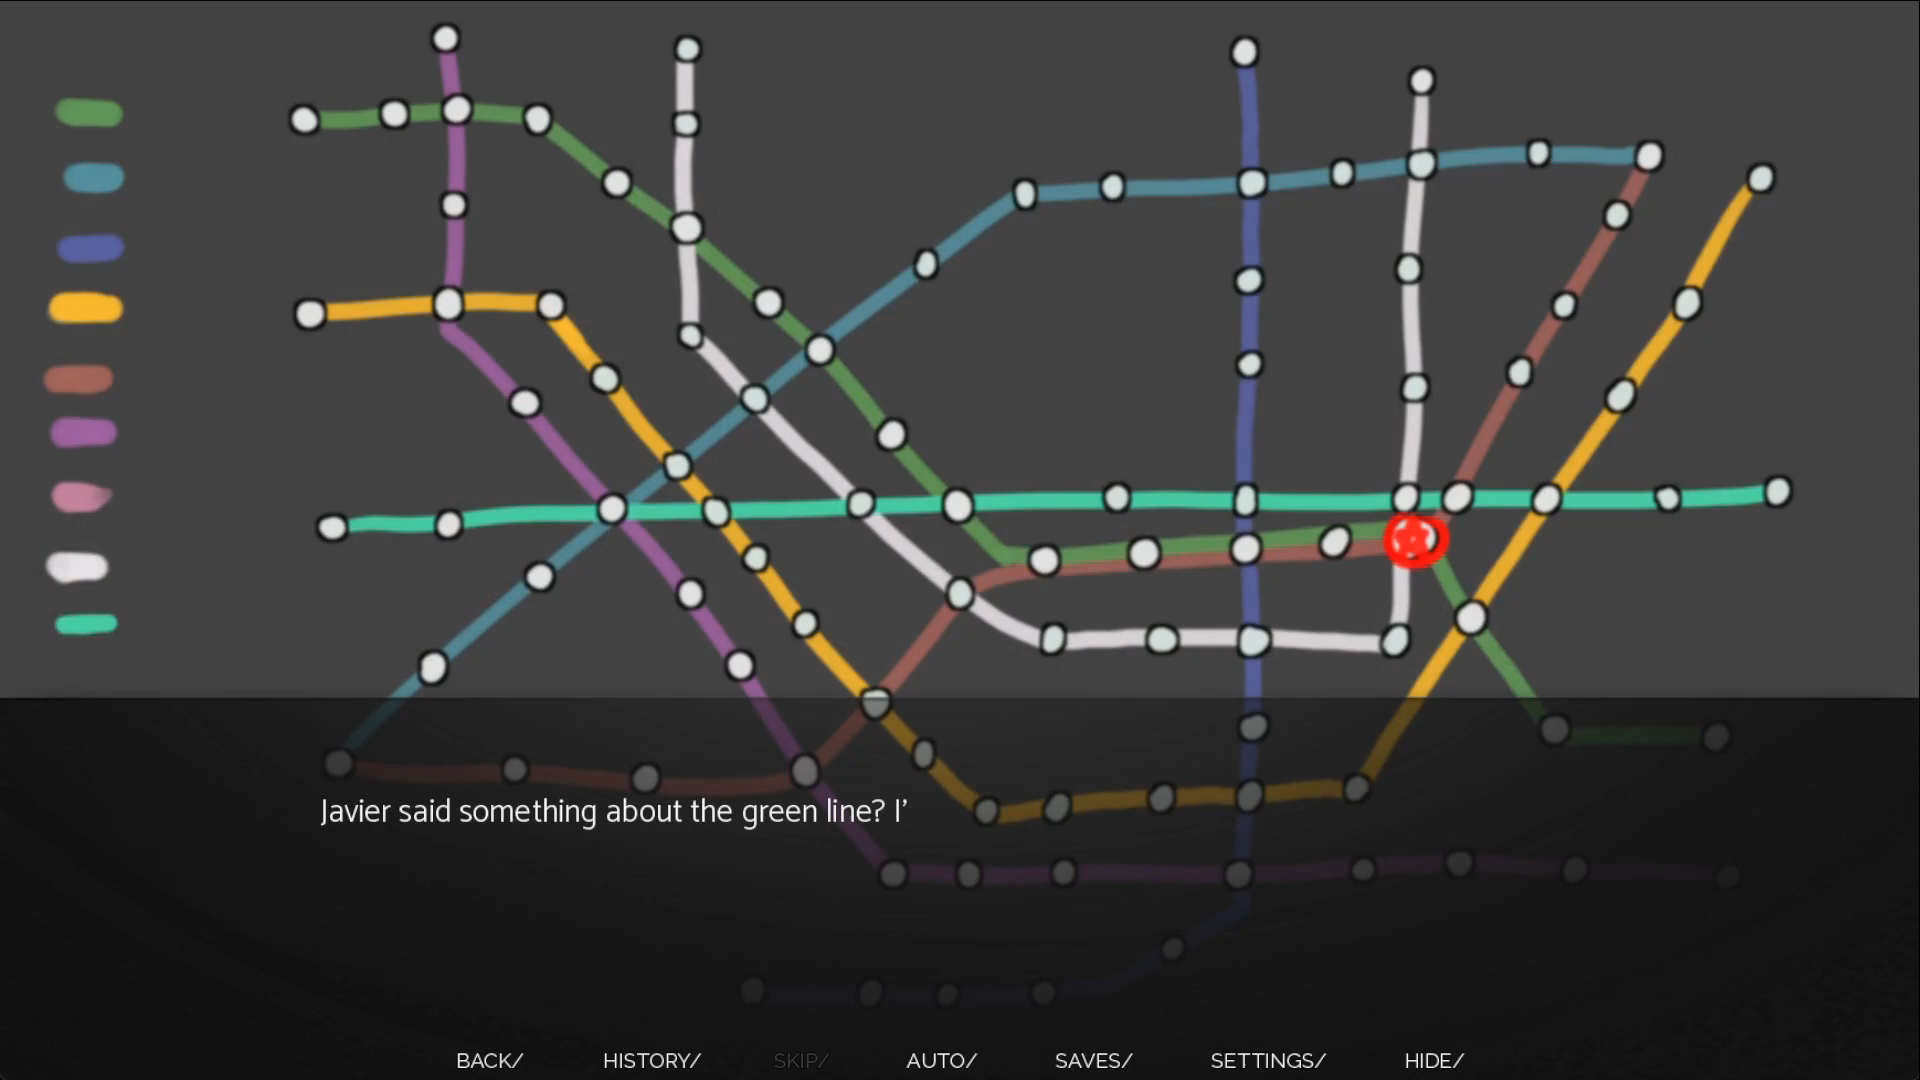 Javier said something about the green line? I'
BACK/ HISTORY/ SKIP/ AUTO/ SAVES/ SETTINGS/ HIDE/